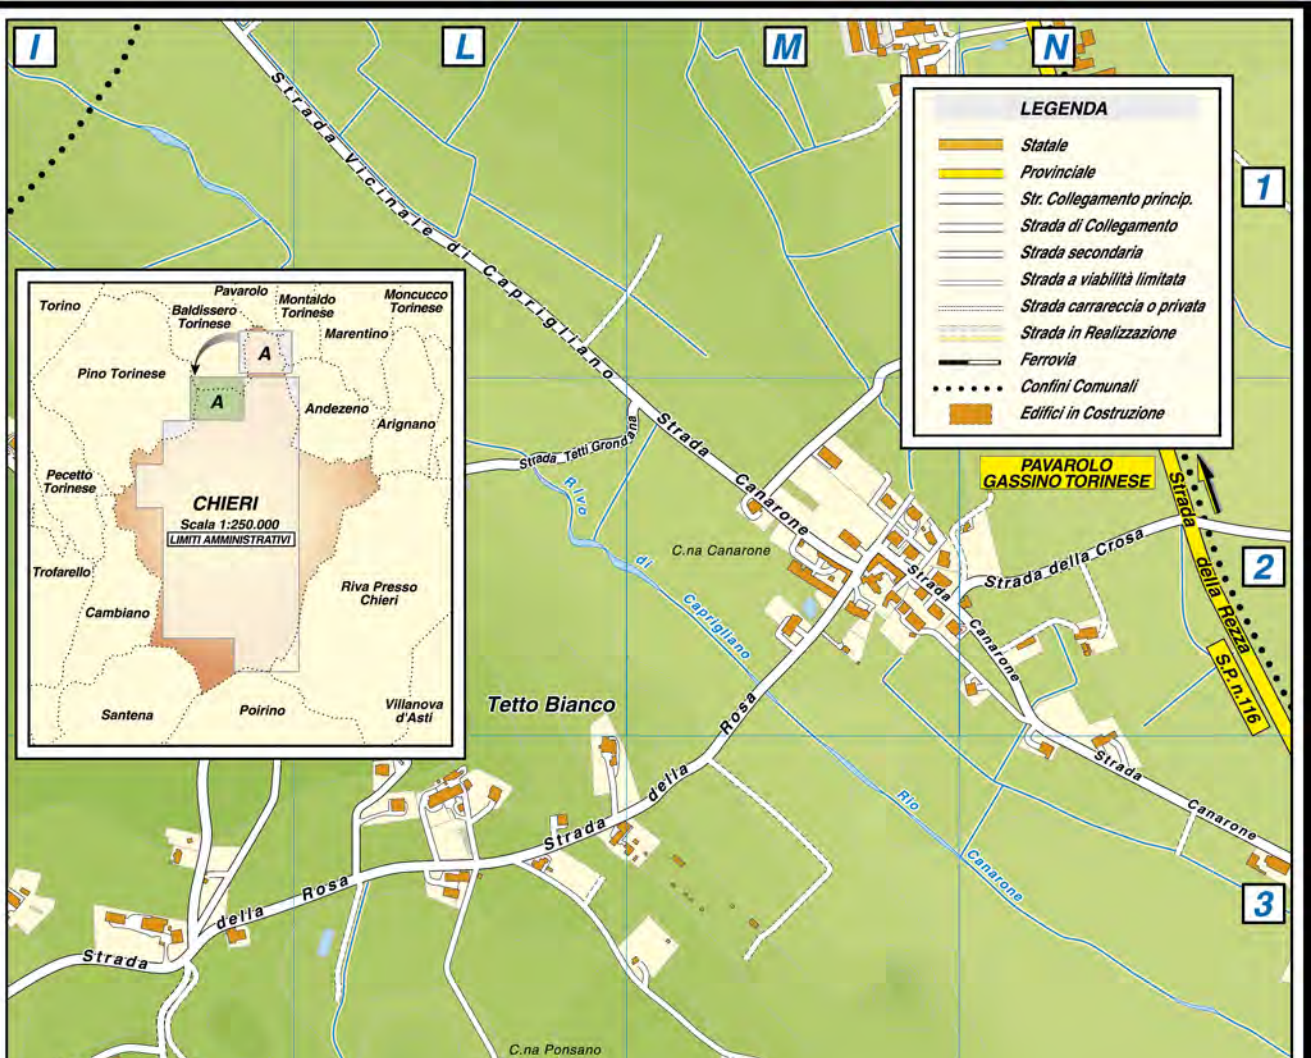 I
L
M
N
LEGENDA
Statale
Provinciale
Str. Collegamento princip.
Strada di Collegamento
Strada secondaria
Strada a viabilità limitata
Strada carrareccia o privata
Strada in Realizzazione
Ferrovia
Confini Comunali
Edifici in Costruzione
1
Strada Vicinale di Caprigliano
Torino
Pavarolo
Baldissero
Torinese
Montaldo
Torinese
Moncucco
Torinese
Marentino
A
Pino Torinese
A
Andezeno
Arignano
Pecetto
Torinese
CHIERI
Scala 1:250.000
LIMITI AMMINISTRATIVI
Trofarello
Riva Presso
Chieri
Cambiano
Santena
Poirino
Villanova
d'Asti
Strada Tetti Grondana
Strada Canarone
PAVAROLO
GASSINO TORINESE
Rivo di Caprigliano
C.na Canarone
Strada della Crosa
Strada della Rezza
S.P. n.116
2
Strada Canarone
Tetto Bianco
Strada della Rosa
Strada Canarone
Rio Canarone
3
Strada della Rosa
C.na Ponsano